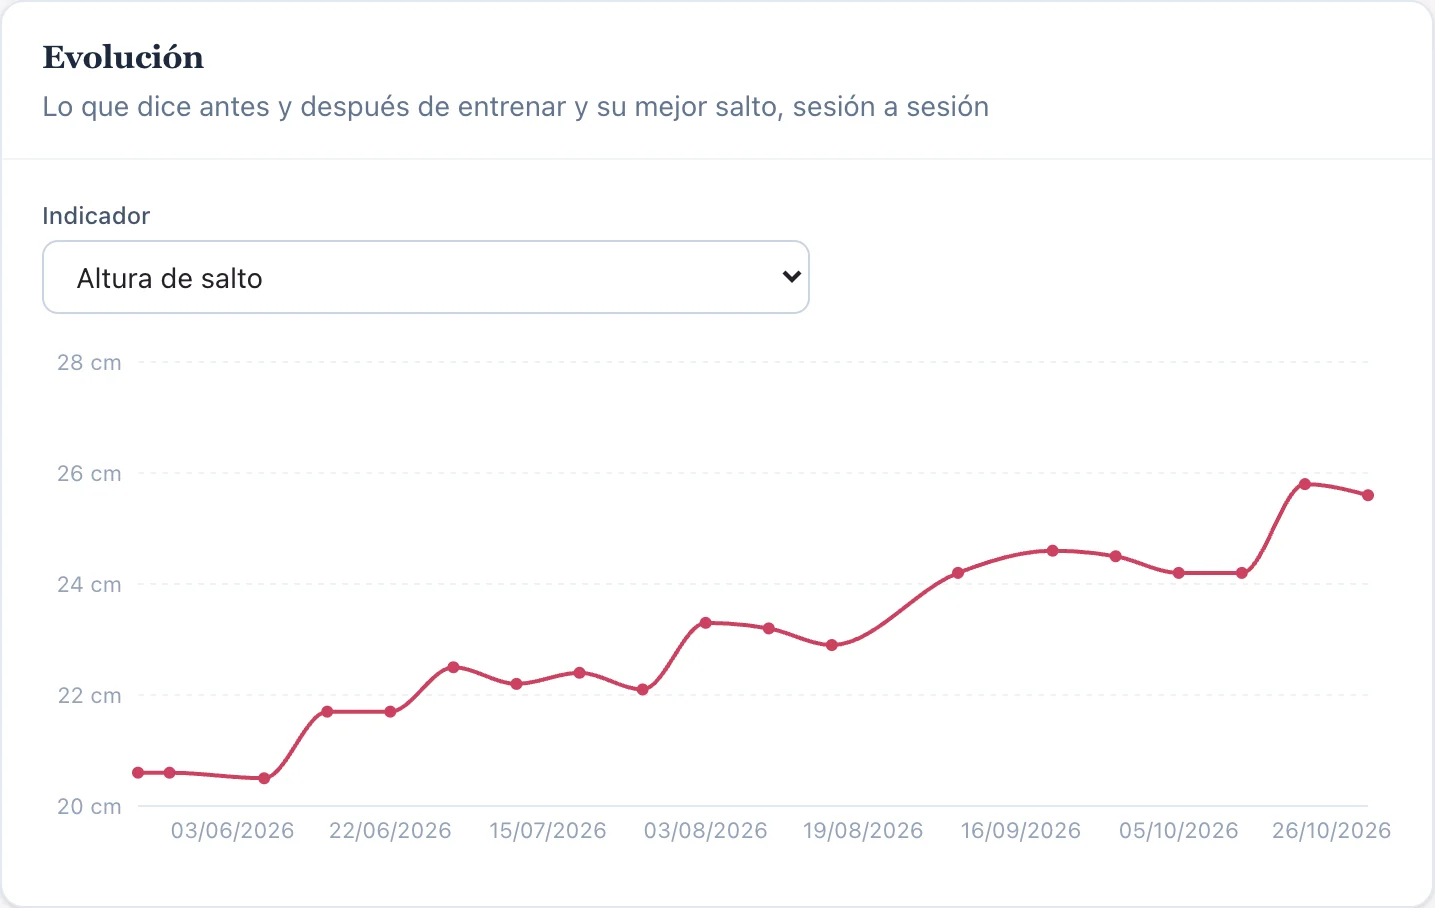 Evolución
Lo que dice antes y después de entrenar y su mejor salto, sesión a sesión
Indicador
Altura de salto
28 cm
26 cm
24 cm
22 cm
20 cm
03/06/2026 22/06/2026 15/07/2026 03/08/2026 19/08/2026 16/09/2026 05/10/2026 26/10/2026